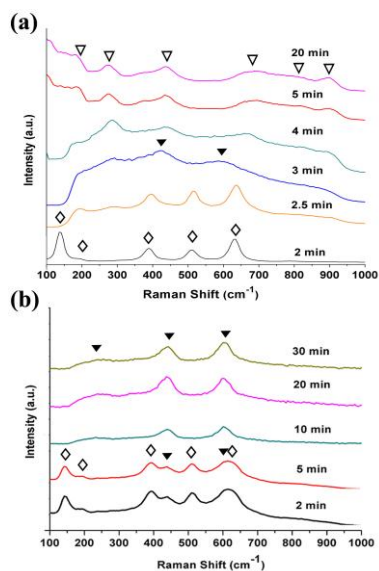 (a)
20 min
5 min
4 min
3 min
2.5 min
2 min
Intensity (a.u.)
100 200 300 400 500 600 700 800 900 1000
Raman Shift (cm⁻¹)
(b)
30 min
20 min
10 min
5 min
2 min
Intensity (a.u.)
100 200 300 400 500 600 700 800 900 1000
Raman Shift (cm⁻¹)